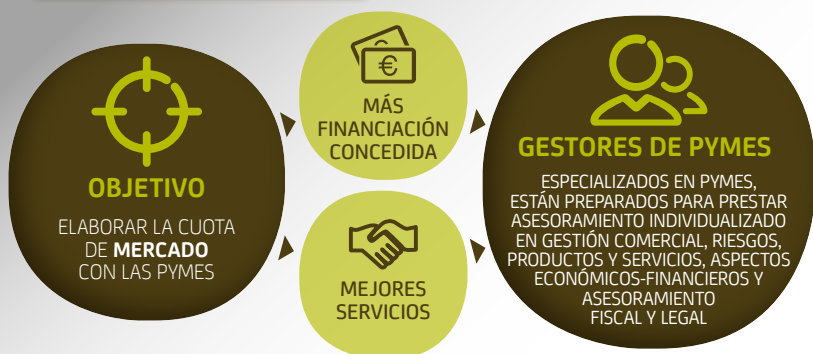 OBJETIVO
ELABORAR LA CUOTA
DE MERCADO
CON LAS PYMES
€
MÁS
FINANCIACIÓN
CONCEDIDA
MEJORES
SERVICIOS
GESTORES DE PYMES
ESPECIALIZADOS EN PYMES,
ESTÁN PREPARADOS PARA PRESTAR
ASESORAMIENTO INDIVIDUALIZADO
EN GESTIÓN COMERCIAL, RIESGOS,
PRODUCTOS Y SERVICIOS, ASPECTOS
ECONÓMICOS-FINANCIEROS Y
ASESORAMIENTO
FISCAL Y LEGAL